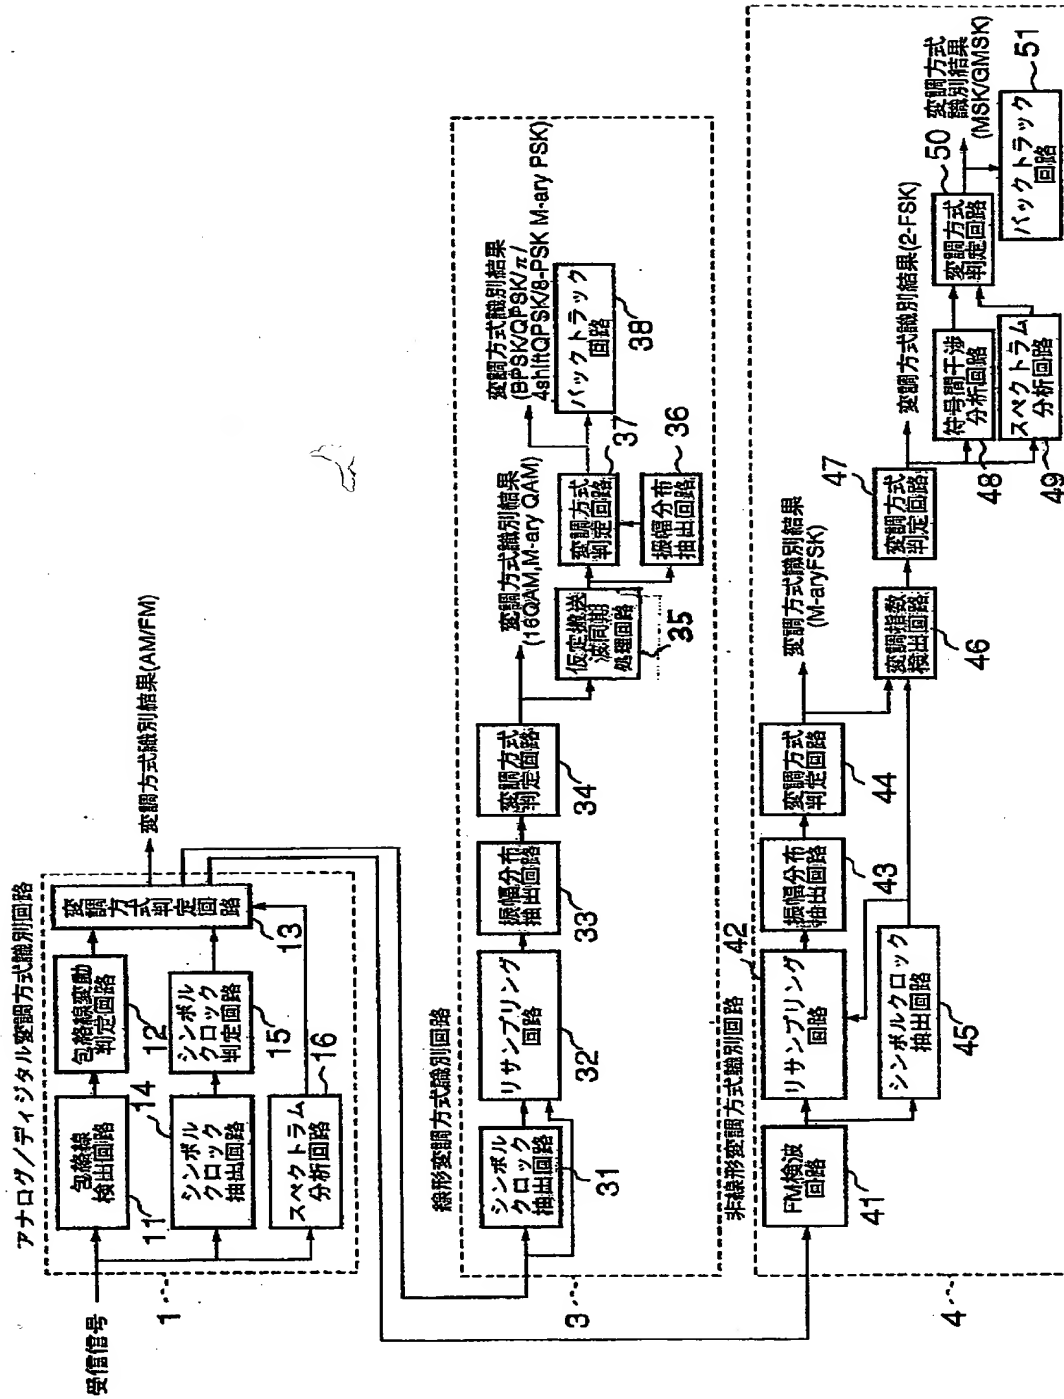 アナログ/ディジタル変調方式識別回路
受信信号
1
包絡線
検出回路
11
包絡線変動
判定回路
12
変調方式判定回路
13
変調方式識別結果(AM/FM)
14
シンボル
クロック
抽出回路
シンボル
クロック
判定回路
15
スペクトラム
分析回路
16
線形変調方式識別回路
3
シンボル
クロック
抽出回路
31
リサンプリング
回路
32
振幅分布
抽出回路
33
変調方式
判定回路
34
変調方式識別結果
(16QAM,M-ary QAM)
仮定搬送
波同期
処理回路
35
変調方式
判定回路
37
振幅分布
抽出回路
36
変調方式識別結果
(BPSK/QPSK/π/
4shiftQPSK/8-PSK M-ary PSK)
バックトラック
回路
38
非線形変調方式識別回路
4
FM検波
回路
41
リサンプリング
回路
42
振幅分布
抽出回路
43
変調方式
判定回路
44
変調方式識別結果
(M-aryFSK)
シンボルクロック
抽出回路
45
変調指数
検出回路
46
変調方式
判定回路
47
変調方式識別結果(2-FSK)
符号間干渉
分析回路
48
スペクトラム
分析回路
49
変調方式
判定回路
50
変調方式
識別結果
(MSK/GMSK)
バックトラック
回路
51